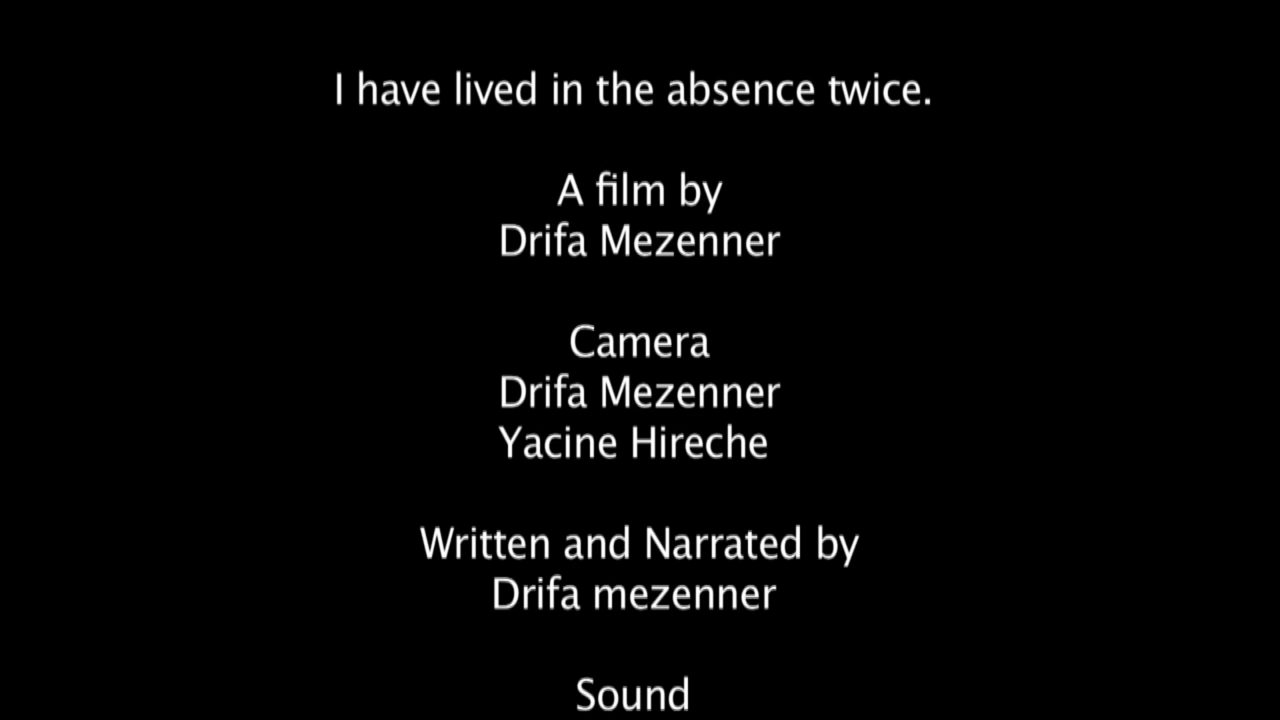 I have lived in the absence twice.
A film by
Drifa Mezenner
Camera
Drifa Mezenner
Yacine Hireche
Written and Narrated by
Drifa mezenner
Sound